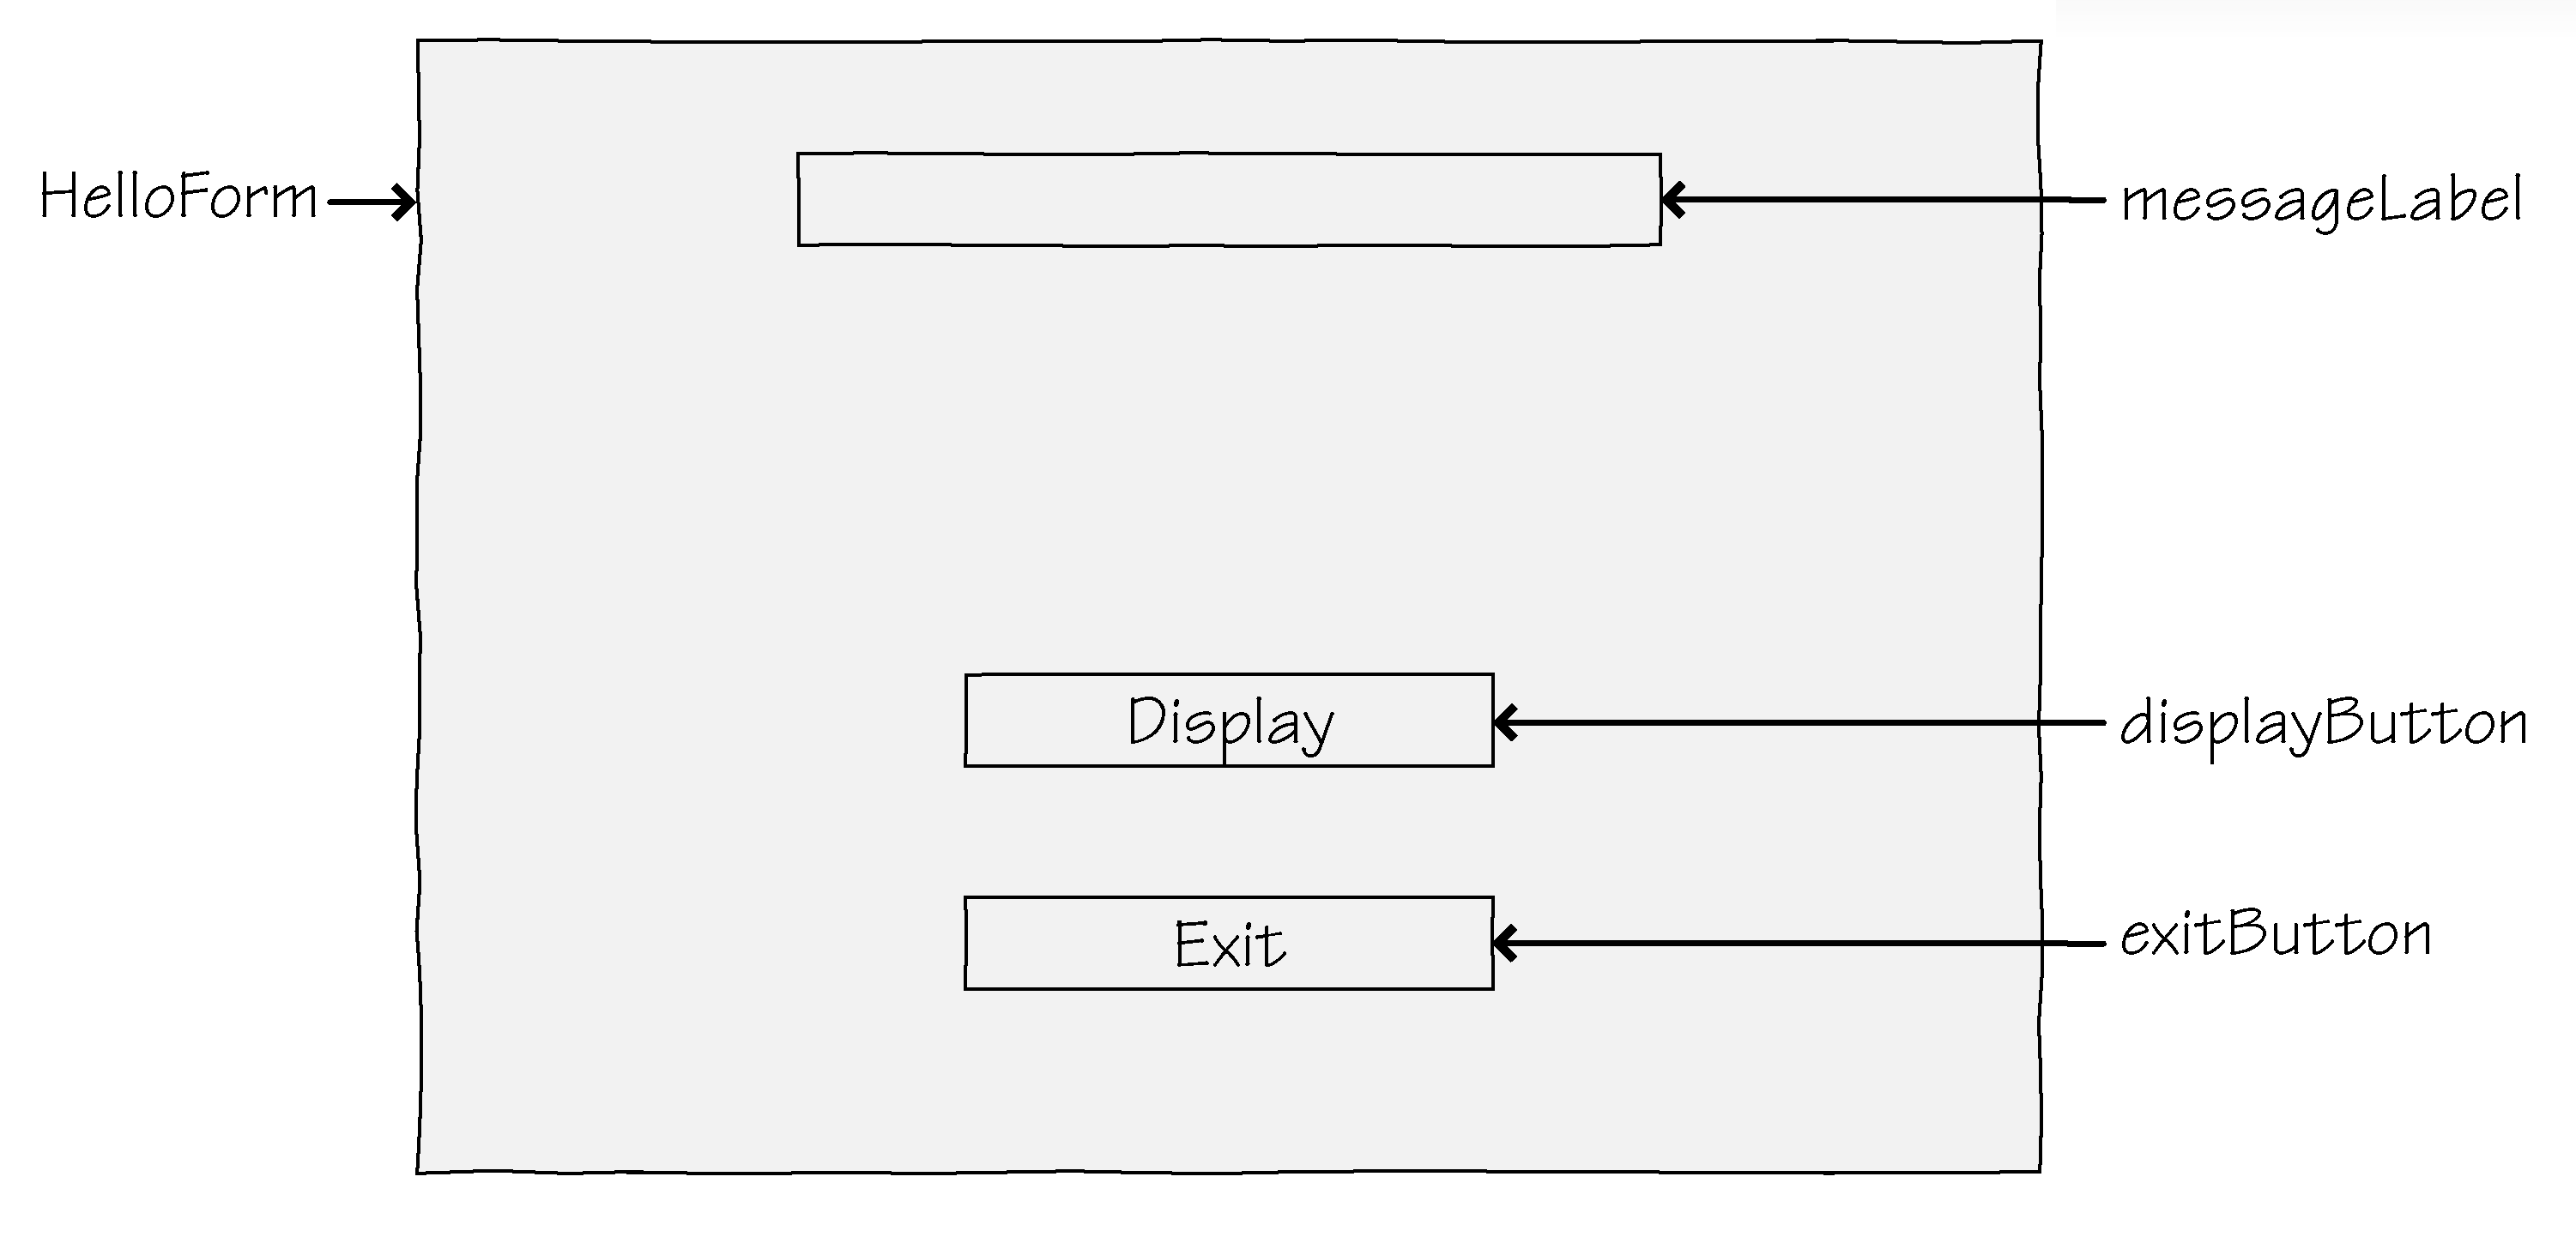 HelloForm
messageLabel
Display
displayButton
Exit
exitButton